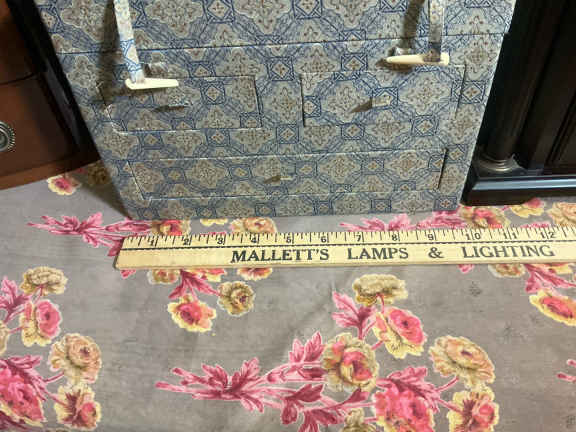 1 2 3 4 5 6 7 8 9 10 11 12
MALLETT'S LAMPS & LIGHTING